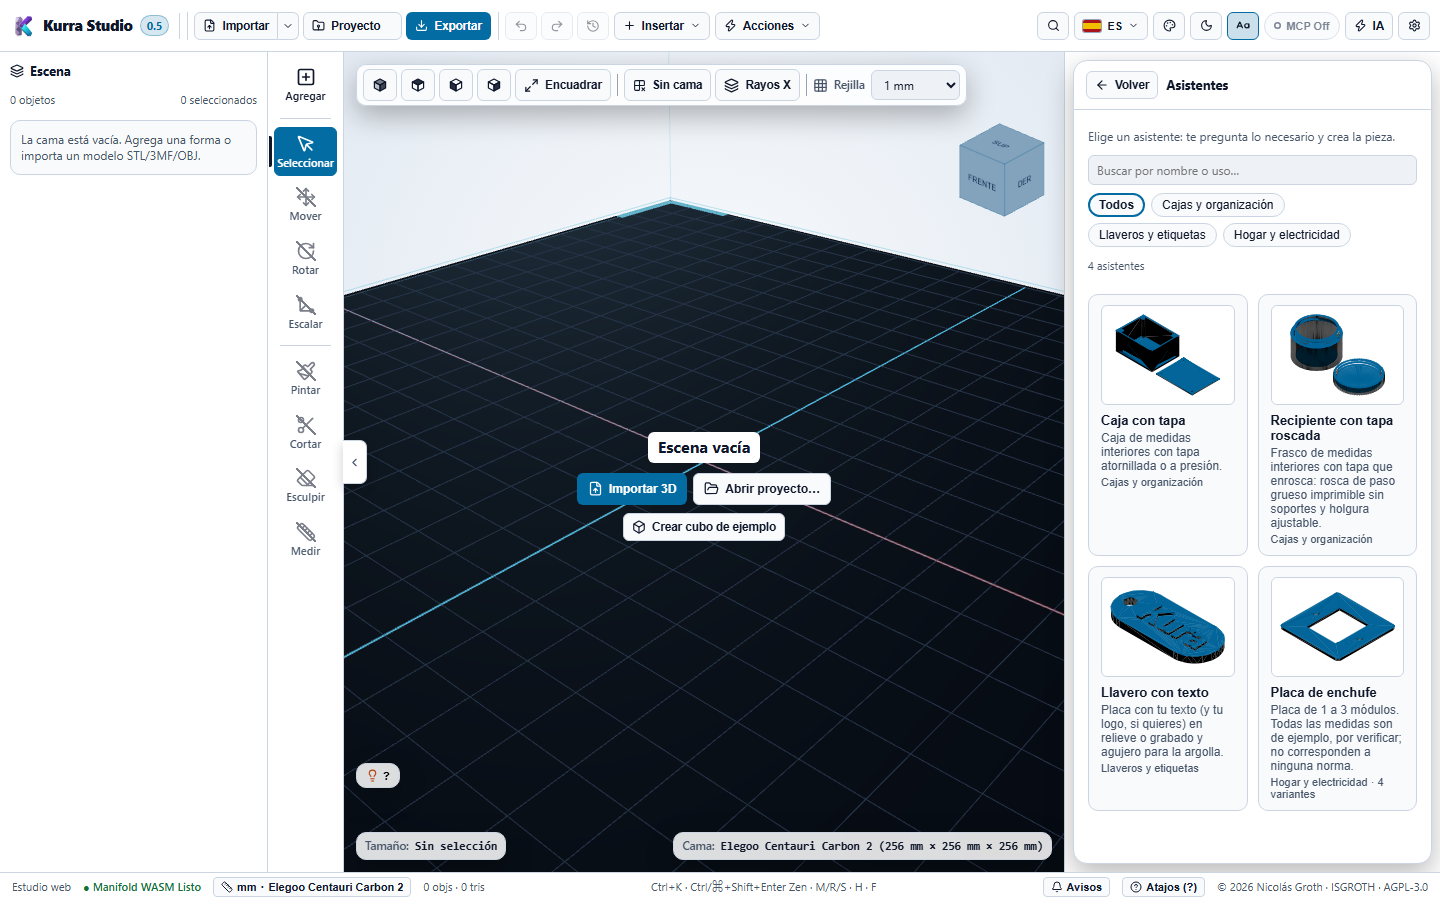 Kurra Studio 0.5 Importar Proyecto Exportar Insertar Acciones ES Aa MCP Off IA
Escena
0 objetos 0 seleccionados
La cama está vacía. Agrega una forma o
importa un modelo STL/3MF/OBJ.
Agregar
Seleccionar
Mover
Rotar
Escalar
Pintar
Cortar
Esculpir
Medir
Encuadrar Sin cama Rayos X Rejilla 1 mm
SUP
FRENTE DER
Escena vacía
Importar 3D Abrir proyecto...
Crear cubo de ejemplo
?
Tamaño: Sin selección
Cama: Elegoo Centauri Carbon 2 (256 mm × 256 mm × 256 mm)
Volver Asistentes
Elige un asistente: te pregunta lo necesario y crea la pieza.
Buscar por nombre o uso...
Todos Cajas y organización
Llaveros y etiquetas Hogar y electricidad
4 asistentes
Caja con tapa
Caja de medidas
interiores con tapa
atornillada o a presión.
Cajas y organización
Recipiente con tapa
roscada
Frasco de medidas
interiores con tapa que
enrosca: rosca de paso
grueso imprimible sin
soportes y holgura
ajustable.
Cajas y organización
Kurra
Llavero con texto
Placa con tu texto (y tu
logo, si quieres) en
relieve o grabado y
agujero para la argolla.
Llaveros y etiquetas
Placa de enchufe
Placa de 1 a 3 módulos.
Todas las medidas son
de ejemplo, por verificar;
no corresponden a
ninguna norma.
Hogar y electricidad · 4
variantes
Estudio web ● Manifold WASM Listo mm · Elegoo Centauri Carbon 2 0 objs · 0 tris Ctrl+K · Ctrl/⌘+Shift+Enter Zen · M/R/S · H · F Avisos Atajos (?) © 2026 Nicolás Groth · ISGROTH · AGPL-3.0